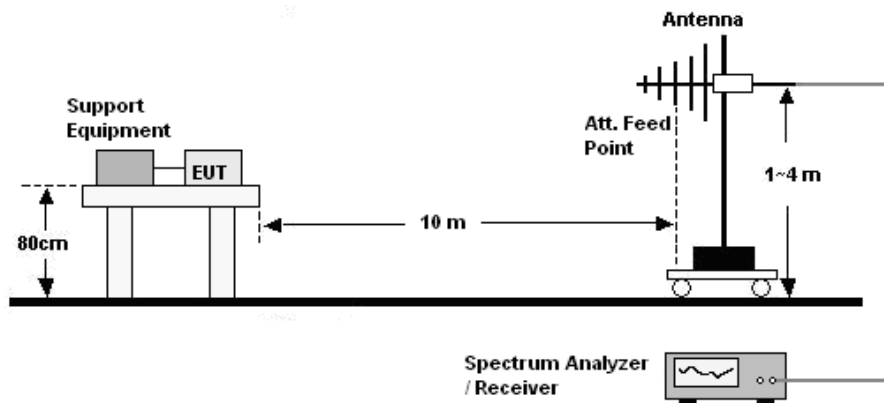 Antenna
Support
Equipment
Att. Feed
Point
EUT
1~4 m
80cm
10 m
Spectrum Analyzer
/ Receiver